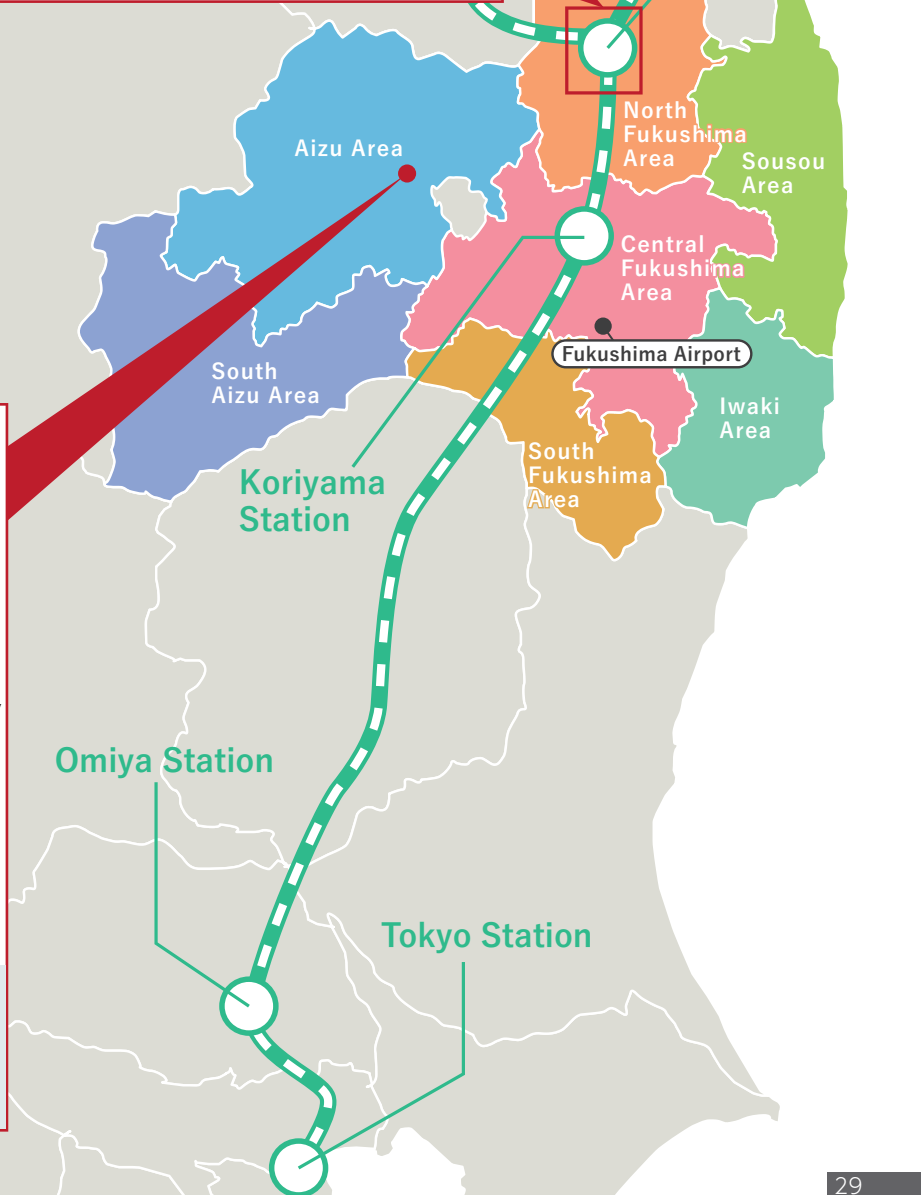 North
Fukushima
Area
Aizu Area
Sousou
Area
Central
Fukushima
Area
Fukushima Airport
South
Aizu Area
Iwaki
Area
South
Fukushima
Area
Koriyama
Station
Omiya Station
Tokyo Station
29